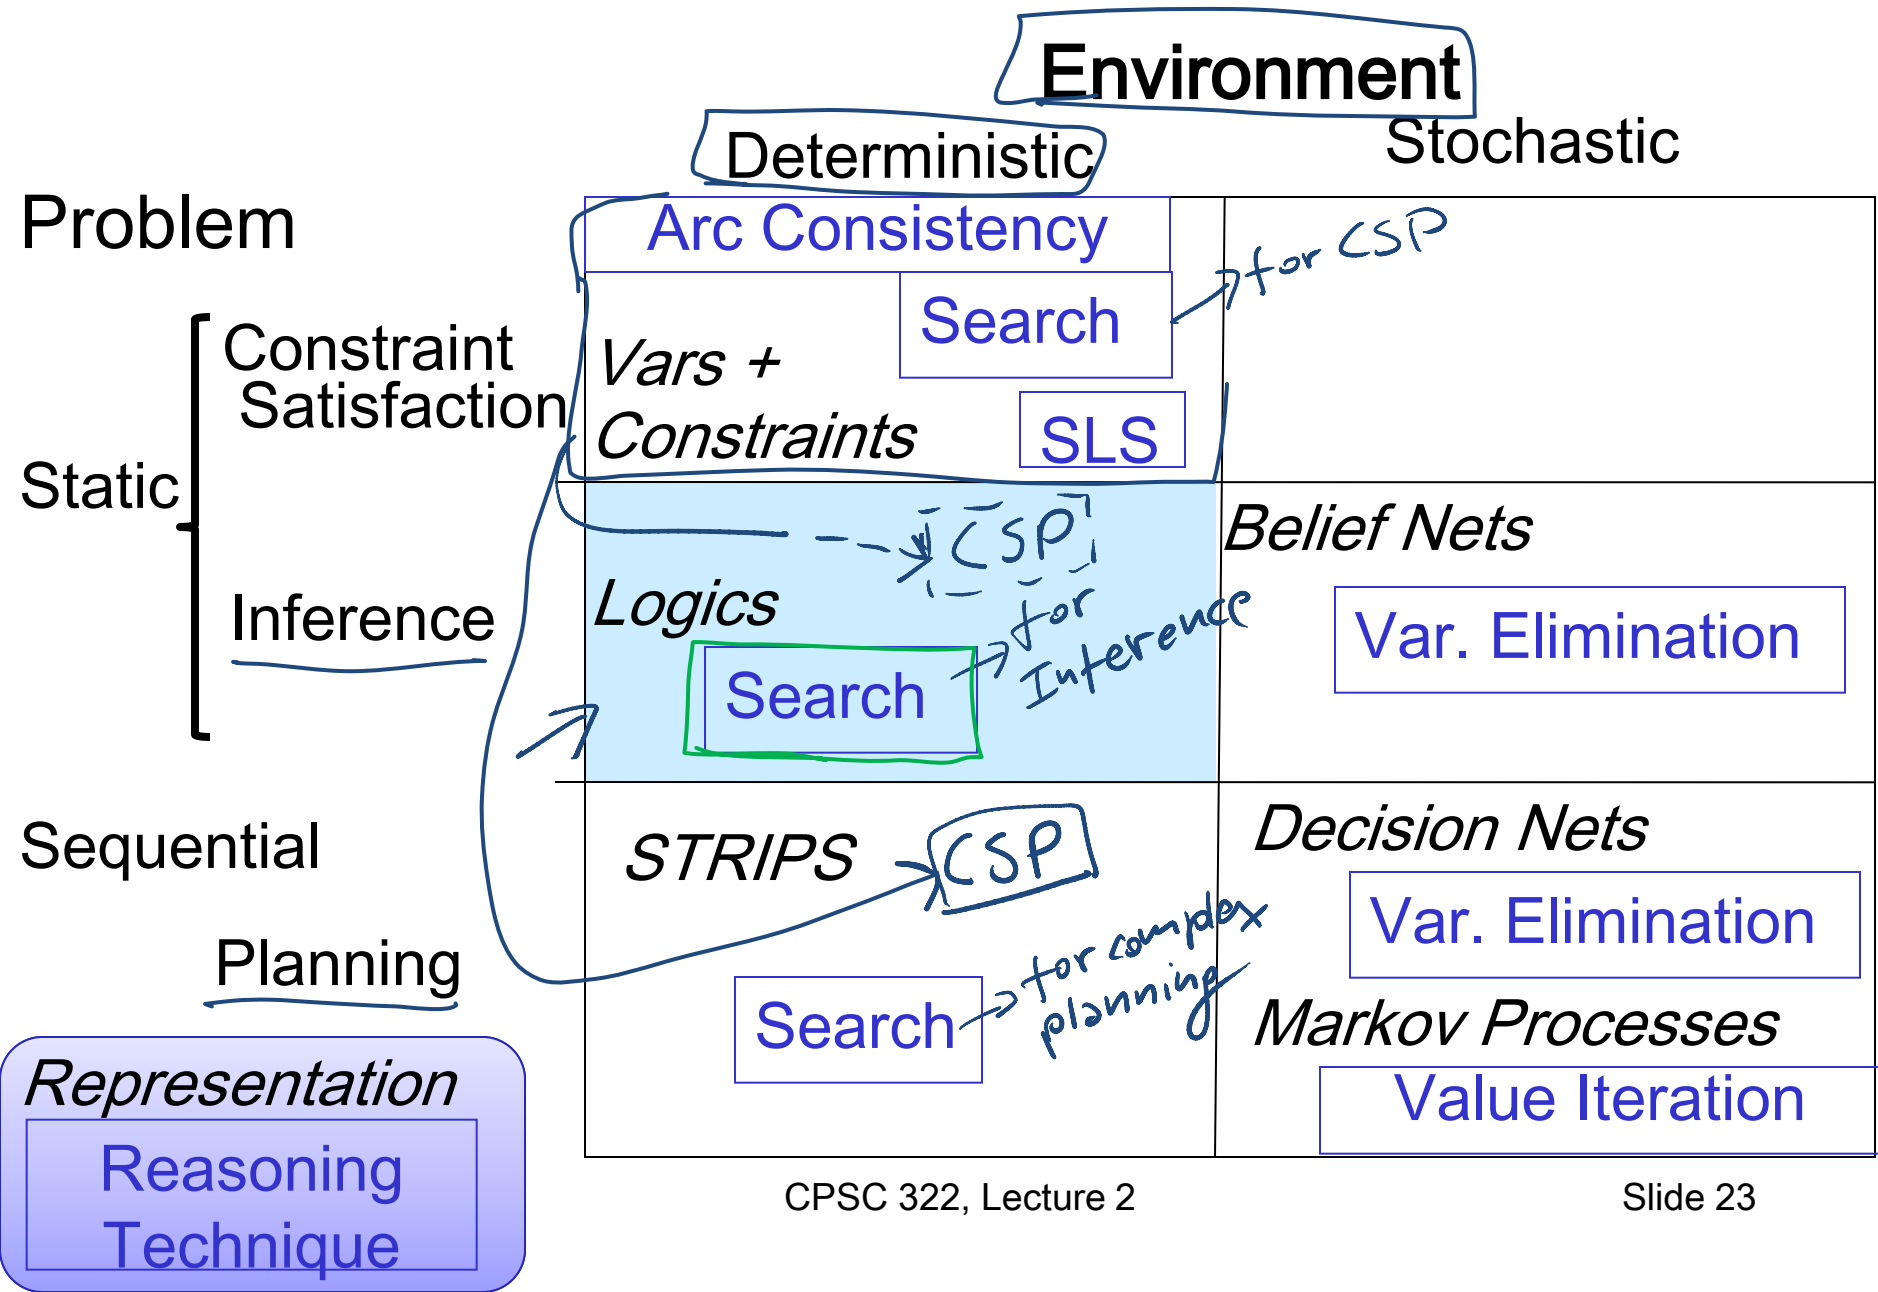 Environment
Deterministic
Stochastic
Problem
Arc Consistency
Search
for CSP
Constraint
Satisfaction
Vars +
Constraints
SLS
Static
CSP
Belief Nets
Inference
Logics
for
Inference
Search
Var. Elimination
Sequential
STRIPS
CSP
Decision Nets
Var. Elimination
Planning
Search
for complex
planning
Markov Processes
Value Iteration
Representation
Reasoning
Technique
CPSC 322, Lecture 2
Slide 23